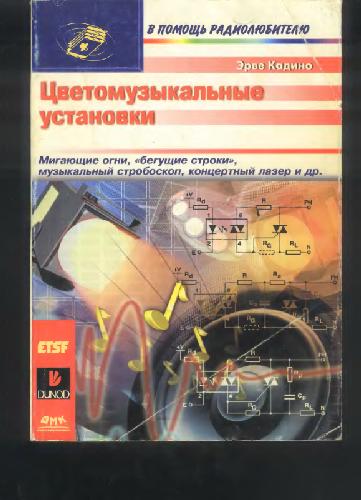 В ПОМОЩЬ РАДИОЛЮБИТЕЛЮ
Эрве Кадино
Цветомузыкальные
установки
Мигающие огни, «бегущие строки»,
музыкальный стробоскоп, концертный лазер и др.
ETSF
DUNOD
ДМК